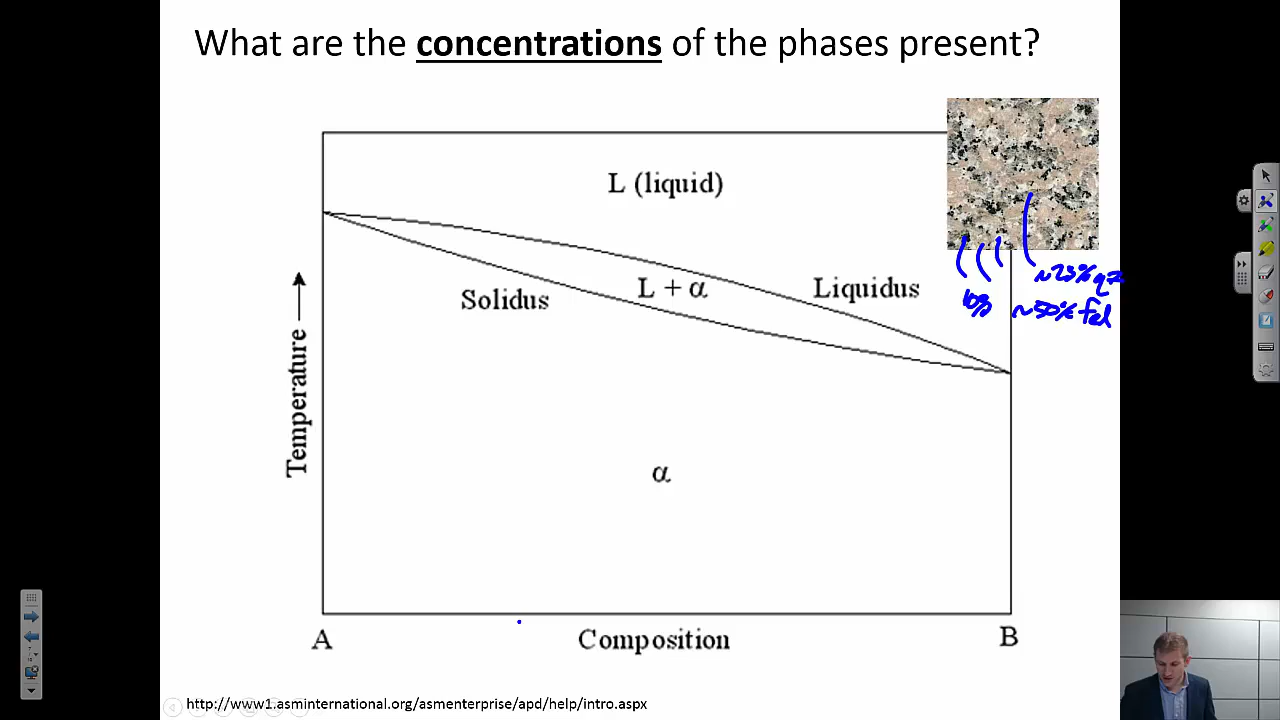 What are the concentrations of the phases present?
L (liquid)
Solidus
L + α
Liquidus
~25% qz
~50% fel
Temperature
α
A
Composition
B
http://www1.asminternational.org/asmenterprise/apd/help/intro.aspx